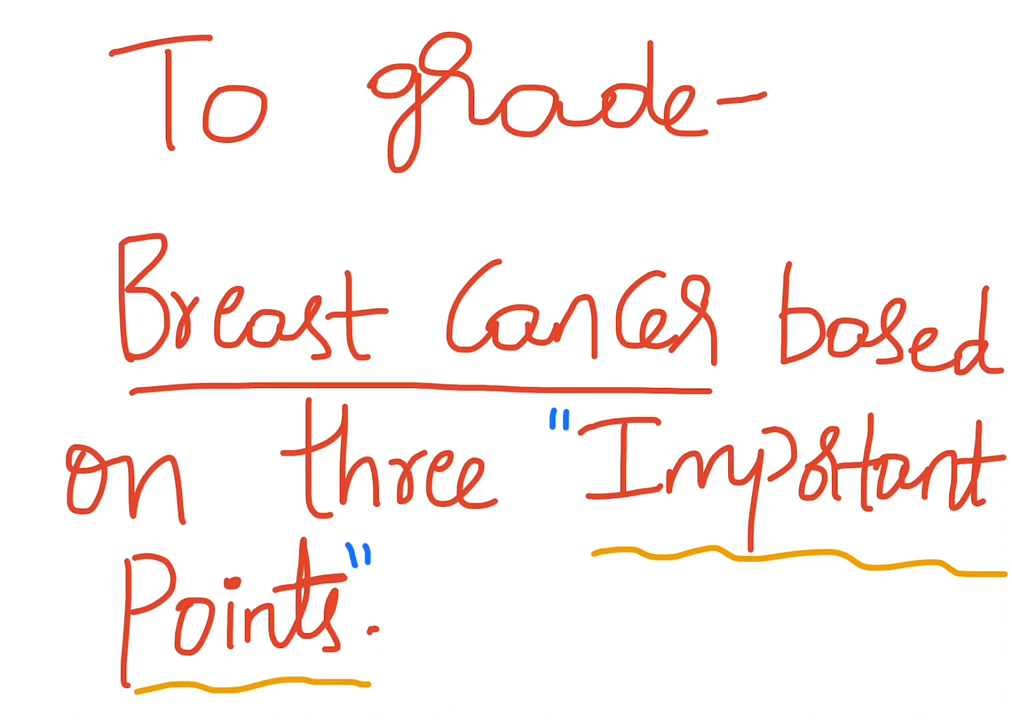 To grade-
Breast Cancer based
on three "Important
Points".